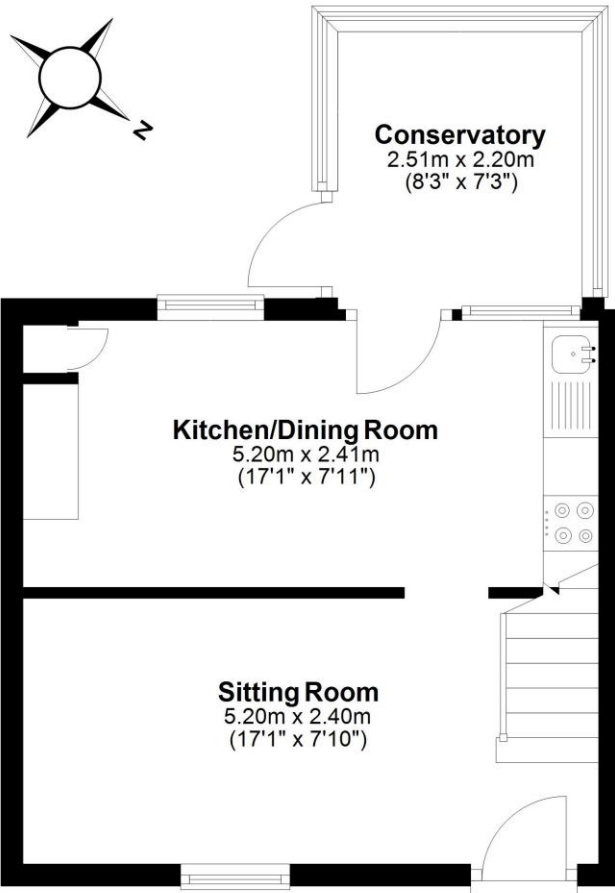 N
Conservatory
2.51m x 2.20m
(8'3" x 7'3")
Kitchen/Dining Room
5.20m x 2.41m
(17'1" x 7'11")
Sitting Room
5.20m x 2.40m
(17'1" x 7'10")